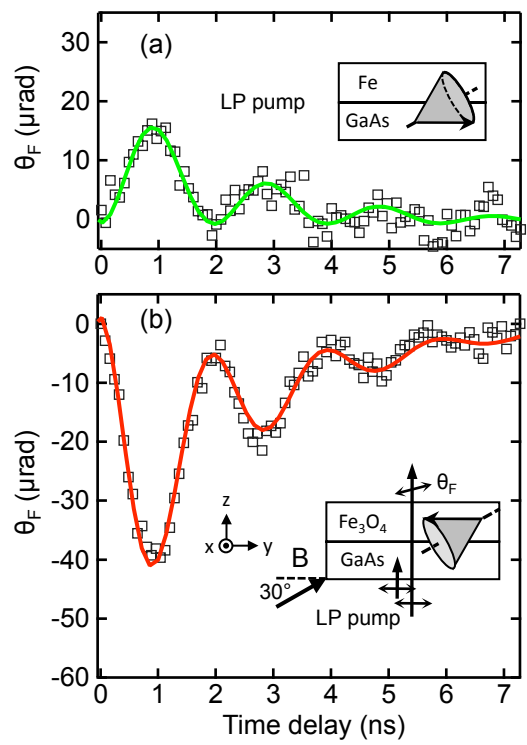 (a)
30
20
10
0
θF (μrad)
LP pump
Fe
GaAs
0 1 2 3 4 5 6 7
(b)
0
-10
-20
-30
-40
-50
-60
θF (μrad)
θF
Fe3O4
GaAs
z
x
y
B
30°
LP pump
0 1 2 3 4 5 6 7
Time delay (ns)